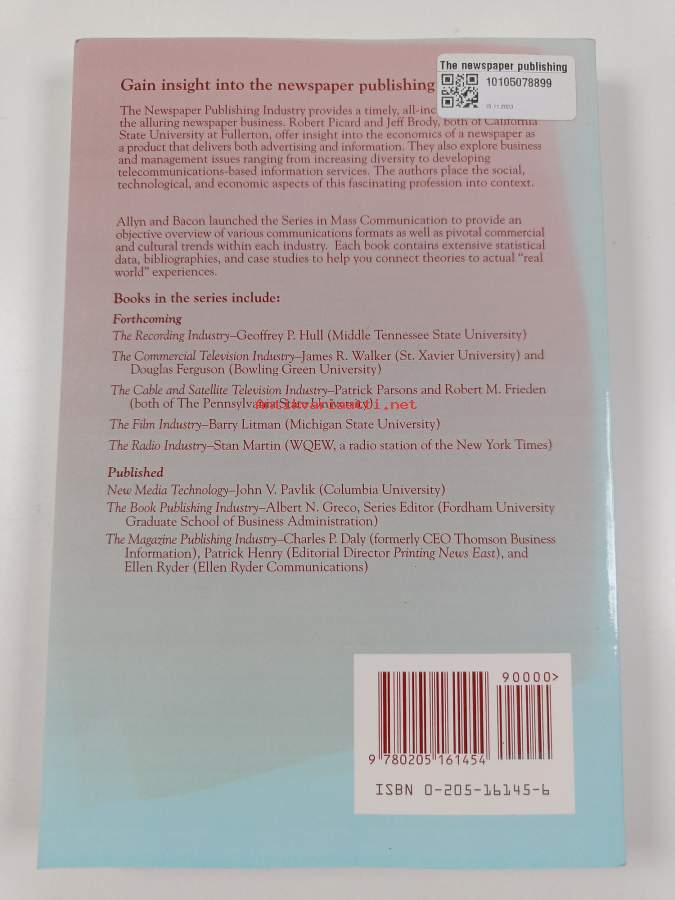 Gain insight into the newspaper publishing
The newspaper publishing
10105078899
The Newspaper Publishing Industry provides a timely, all-inc
the alluring newspaper business. Robert Picard and Jeff Brody, both of California
State University at Fullerton, offer insight into the economics of a newspaper as
a product that delivers both advertising and information. They also explore business
and management issues ranging from increasing diversity to developing
telecommunications-based information services. The authors place the social,
technological, and economic aspects of this fascinating profession into context.
Allyn and Bacon launched the Series in Mass Communication to provide an
objective overview of various communications formats as well as pivotal commercial
and cultural trends within each industry. Each book contains extensive statistical
data, bibliographies, and case studies to help you connect theories to actual "real
world" experiences.
Books in the series include:
Forthcoming
The Recording Industry–Geoffrey P. Hull (Middle Tennessee State University)
The Commercial Television Industry–James R. Walker (St. Xavier University) and
Douglas Ferguson (Bowling Green University)
The Cable and Satellite Television Industry–Patrick Parsons and Robert M. Frieden
(both of The Pennsylvania State University)
antikvariaatti.net
The Film Industry–Barry Litman (Michigan State University)
The Radio Industry–Stan Martin (WQEW, a radio station of the New York Times)
Published
New Media Technology–John V. Pavlik (Columbia University)
The Book Publishing Industry–Albert N. Greco, Series Editor (Fordham University
Graduate School of Business Administration)
The Magazine Publishing Industry–Charles P. Daly (formerly CEO Thomson Business
Information), Patrick Henry (Editorial Director Printing News East), and
Ellen Ryder (Ellen Ryder Communications)
90000>
9 780205 161454
ISBN 0-205-16145-6